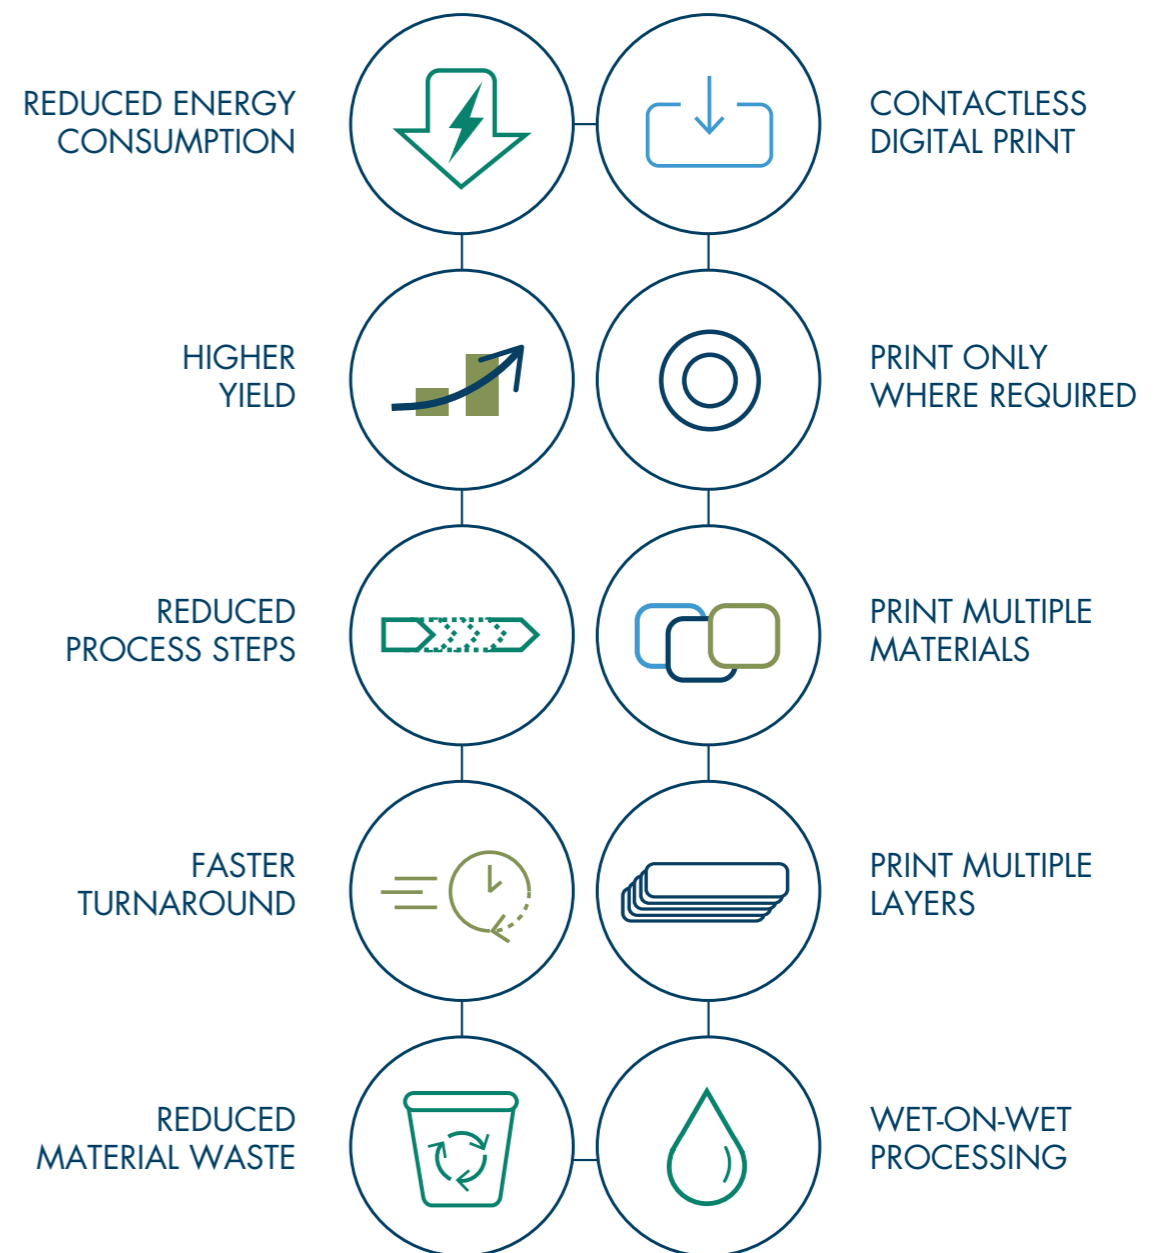 REDUCED ENERGY
CONSUMPTION
CONTACTLESS
DIGITAL PRINT
HIGHER
YIELD
PRINT ONLY
WHERE REQUIRED
REDUCED
PROCESS STEPS
PRINT MULTIPLE
MATERIALS
FASTER
TURNAROUND
PRINT MULTIPLE
LAYERS
REDUCED
MATERIAL WASTE
WET-ON-WET
PROCESSING